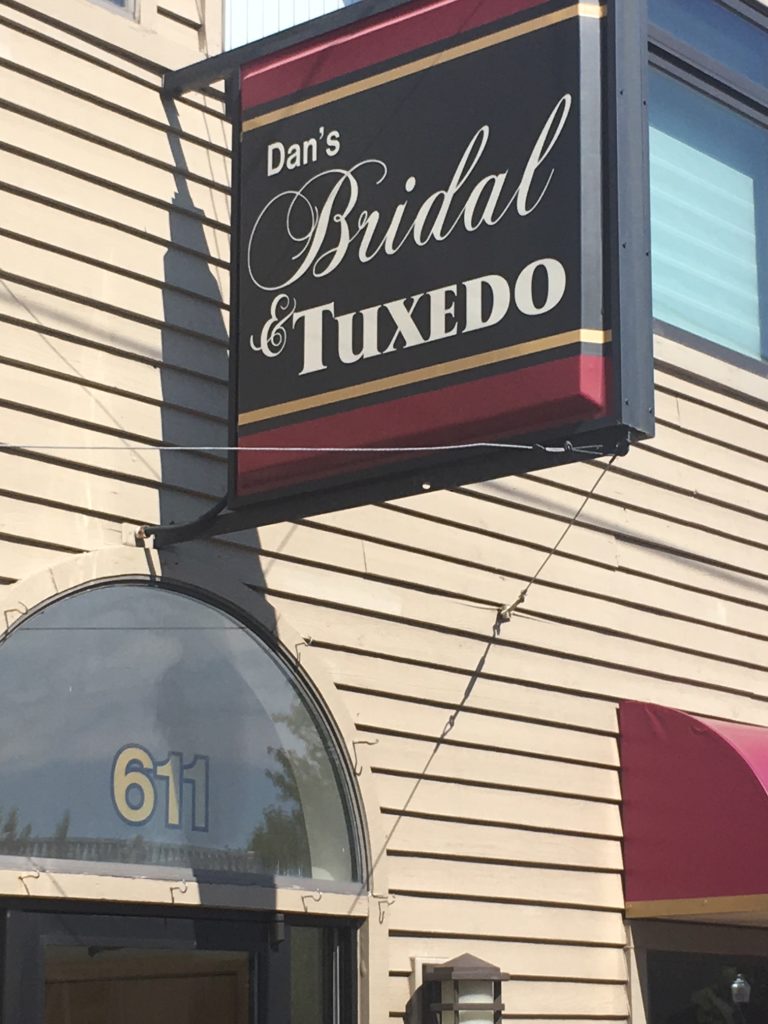 Dan's
Bridal
& TUXEDO
611